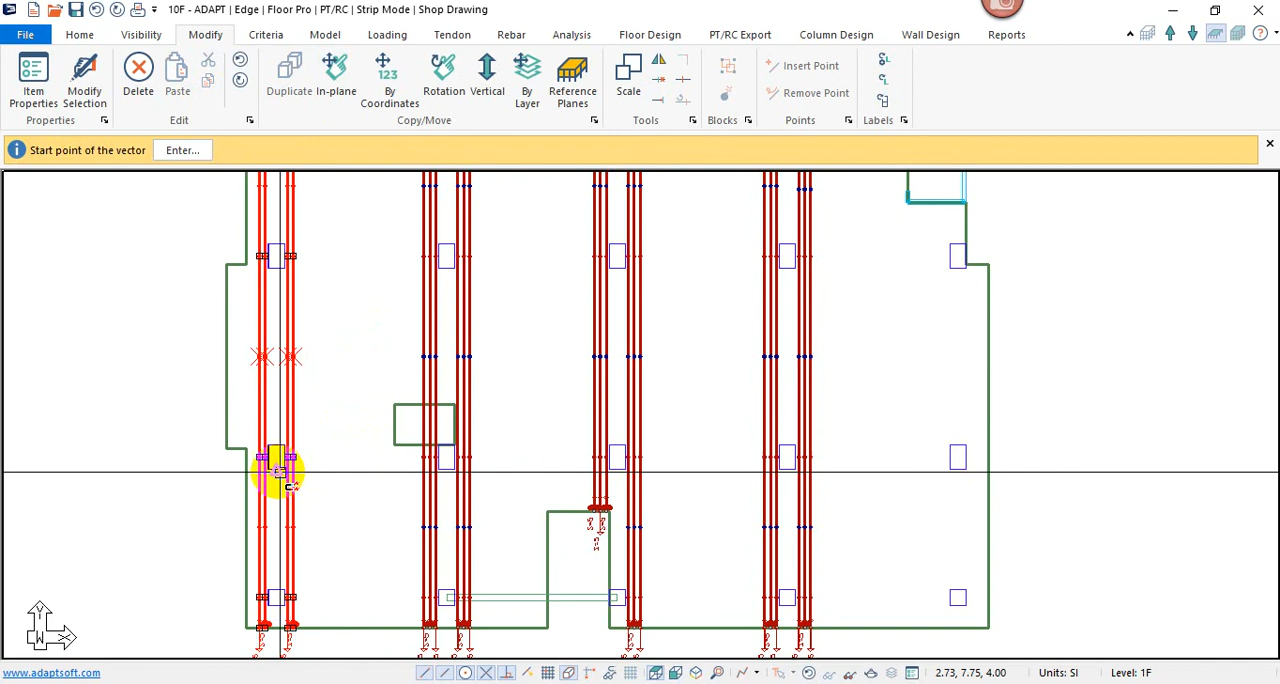 10F - ADAPT | Edge | Floor Pro | PT/RC | Strip Mode | Shop Drawing
File Home Visibility Modify Criteria Model Loading Tendon Rebar Analysis Floor Design PT/RC Export Column Design Wall Design Reports
Item Properties Modify Selection Delete Paste Duplicate In-plane By Coordinates Rotation Vertical By Layer Reference Planes Scale Insert Point Remove Point
Properties Edit Copy/Move Tools Blocks Points Labels
Start point of the vector Enter...
Y
W X
www.adaptsoft.com 2.73, 7.75, 4.00 Units: SI Level: 1F